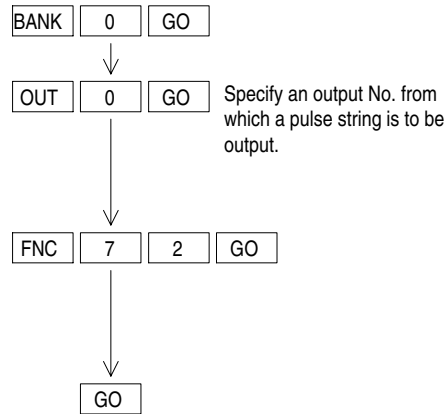 BANK 0 GO
OUT 0 GO
Specify an output No. from
which a pulse string is to be
output.
FNC 7 2 GO
GO